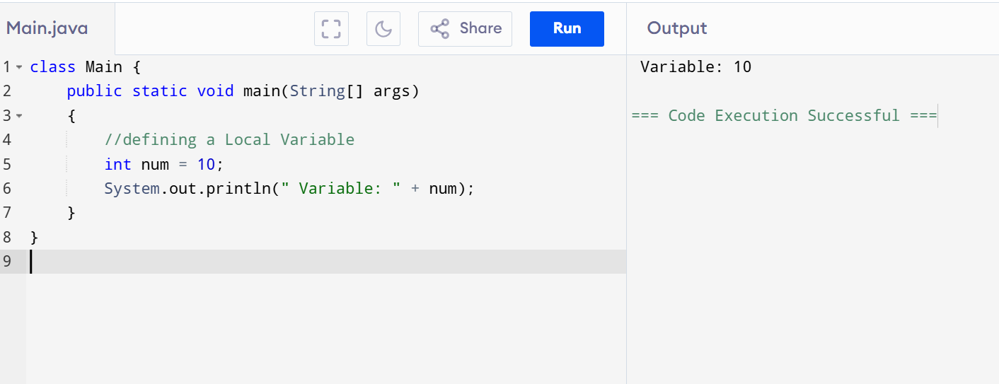 Main.java
Share
Run
Output
1 class Main {
2     public static void main(String[] args)
3     {
4         //defining a Local Variable
5         int num = 10;
6         System.out.println(" Variable: " + num);
7     }
8 }
9
 Variable: 10
=== Code Execution Successful ===